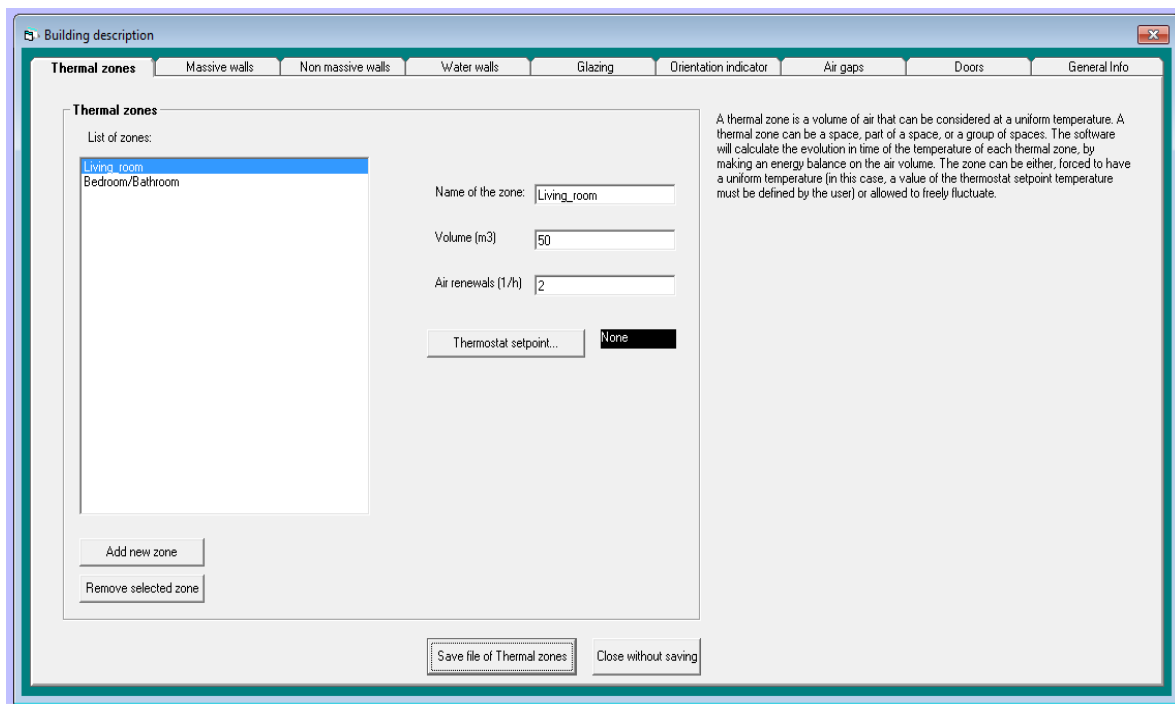 Building description
Thermal zones
Massive walls
Non massive walls
Water walls
Glazing
Orientation indicator
Air gaps
Doors
General Info
Thermal zones
List of zones:
Living_room
Bedroom/Bathroom
Name of the zone:
Living_room
Volume (m3)
50
Air renewals (1/h)
2
Thermostat setpoint...
None
Add new zone
Remove selected zone
A thermal zone is a volume of air that can be considered at a uniform temperature. A
thermal zone can be a space, part of a space, or a group of spaces. The software
will calculate the evolution in time of the temperature of each thermal zone, by
making an energy balance on the air volume. The zone can be either, forced to have
a uniform temperature (in this case, a value of the thermostat setpoint temperature
must be defined by the user) or allowed to freely fluctuate.
Save file of Thermal zones
Close without saving